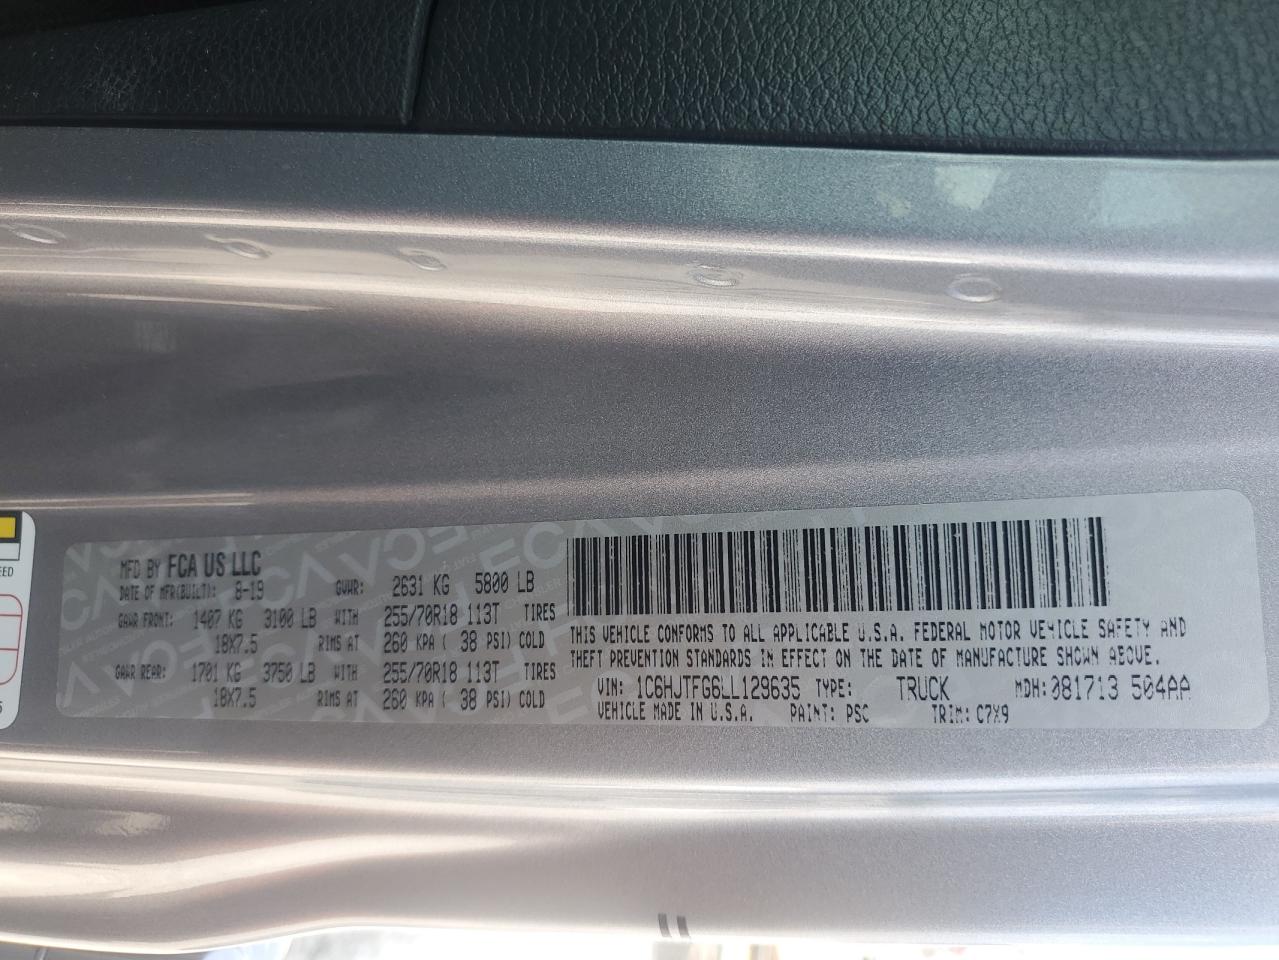 MFD BY FCA US LLC
DATE OF MFR(BUILT): 8-19 GVWR: 2631 KG 5800 LB
GAWR FRONT: 1407 KG 3100 LB WITH 255/70R18 113T TIRES
18X7.5 RIMS AT 260 KPA ( 38 PSI) COLD
GAWR REAR: 1701 KG 3750 LB WITH 255/70R18 113T TIRES
18X7.5 RIMS AT 260 KPA ( 38 PSI) COLD
THIS VEHICLE CONFORMS TO ALL APPLICABLE U.S.A. FEDERAL MOTOR VEHICLE SAFETY AND
THEFT PREVENTION STANDARDS IN EFFECT ON THE DATE OF MANUFACTURE SHOWN ABOVE.
VIN: 1C6HJTFG6LL129635 TYPE: TRUCK MDH: 081713 504AA
VEHICLE MADE IN U.S.A. PAINT: PSC TRIM: C7X9